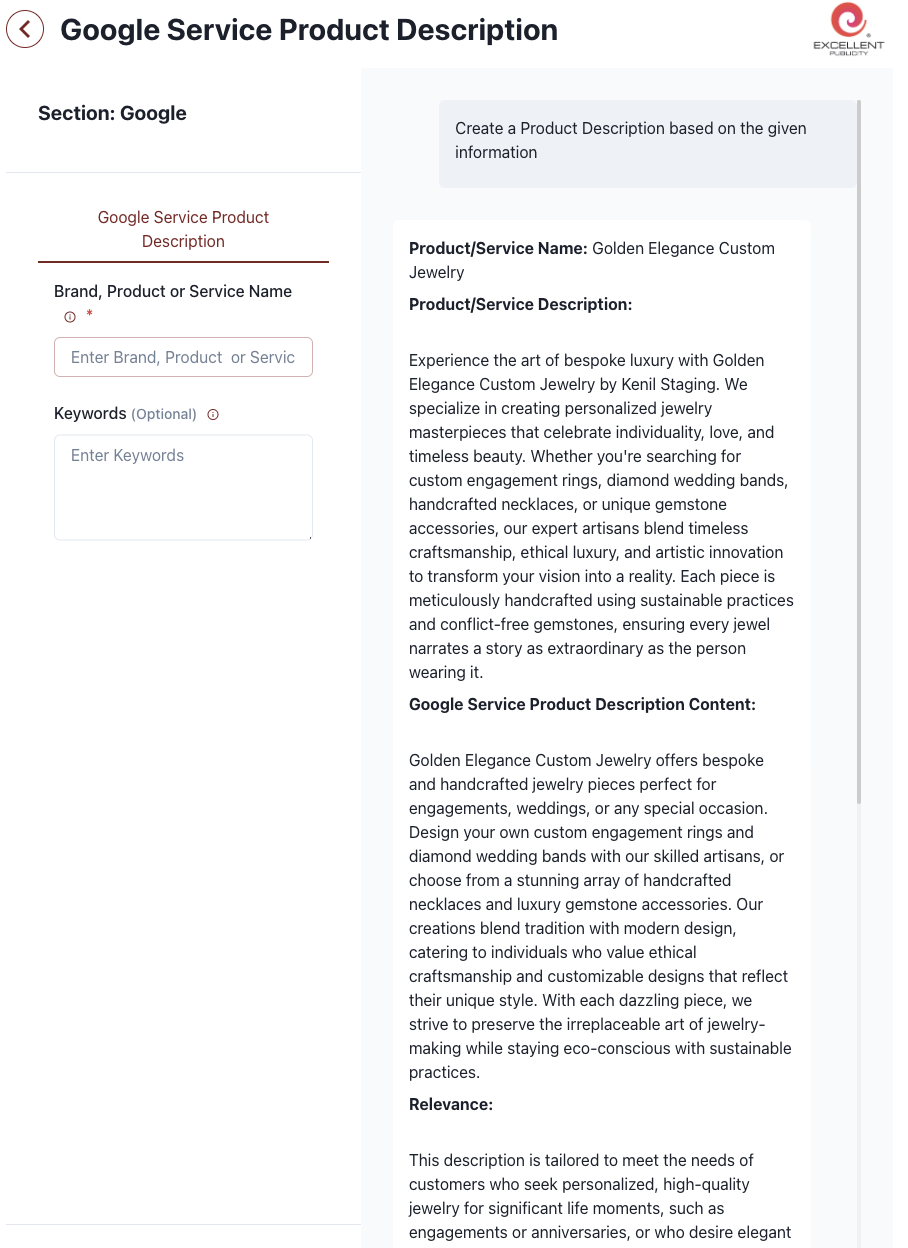 Google Service Product Description
EXCELLENT
PUBLICITY
Section: Google
Google Service Product
Description
Brand, Product or Service Name
*
Enter Brand, Product  or Servic
Keywords (Optional)
Enter Keywords
Create a Product Description based on the given
information
Product/Service Name: Golden Elegance Custom
Jewelry
Product/Service Description:
Experience the art of bespoke luxury with Golden
Elegance Custom Jewelry by Kenil Staging. We
specialize in creating personalized jewelry
masterpieces that celebrate individuality, love, and
timeless beauty. Whether you're searching for
custom engagement rings, diamond wedding bands,
handcrafted necklaces, or unique gemstone
accessories, our expert artisans blend timeless
craftsmanship, ethical luxury, and artistic innovation
to transform your vision into a reality. Each piece is
meticulously handcrafted using sustainable practices
and conflict-free gemstones, ensuring every jewel
narrates a story as extraordinary as the person
wearing it.
Google Service Product Description Content:
Golden Elegance Custom Jewelry offers bespoke
and handcrafted jewelry pieces perfect for
engagements, weddings, or any special occasion.
Design your own custom engagement rings and
diamond wedding bands with our skilled artisans, or
choose from a stunning array of handcrafted
necklaces and luxury gemstone accessories. Our
creations blend tradition with modern design,
catering to individuals who value ethical
craftsmanship and customizable designs that reflect
their unique style. With each dazzling piece, we
strive to preserve the irreplaceable art of jewelry-
making while staying eco-conscious with sustainable
practices.
Relevance:
This description is tailored to meet the needs of
customers who seek personalized, high-quality
jewelry for significant life moments, such as
engagements or anniversaries, or who desire elegant